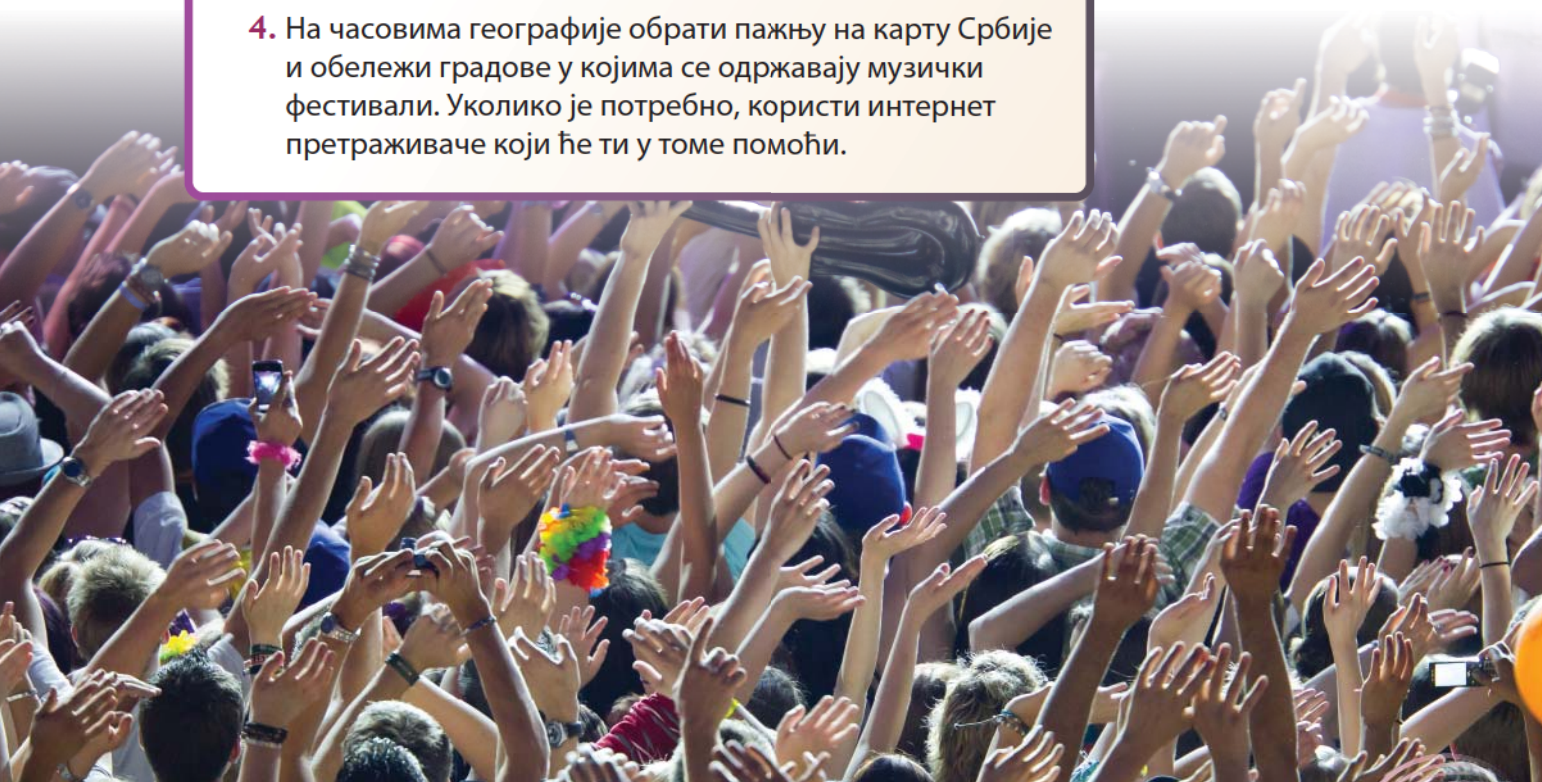 4. На часовима географије обрати пажњу на карту Србије
и обележи градове у којима се одржавају музички
фестивали. Уколико је потребно, користи интернет
претраживаче који ће ти у томе помоћи.